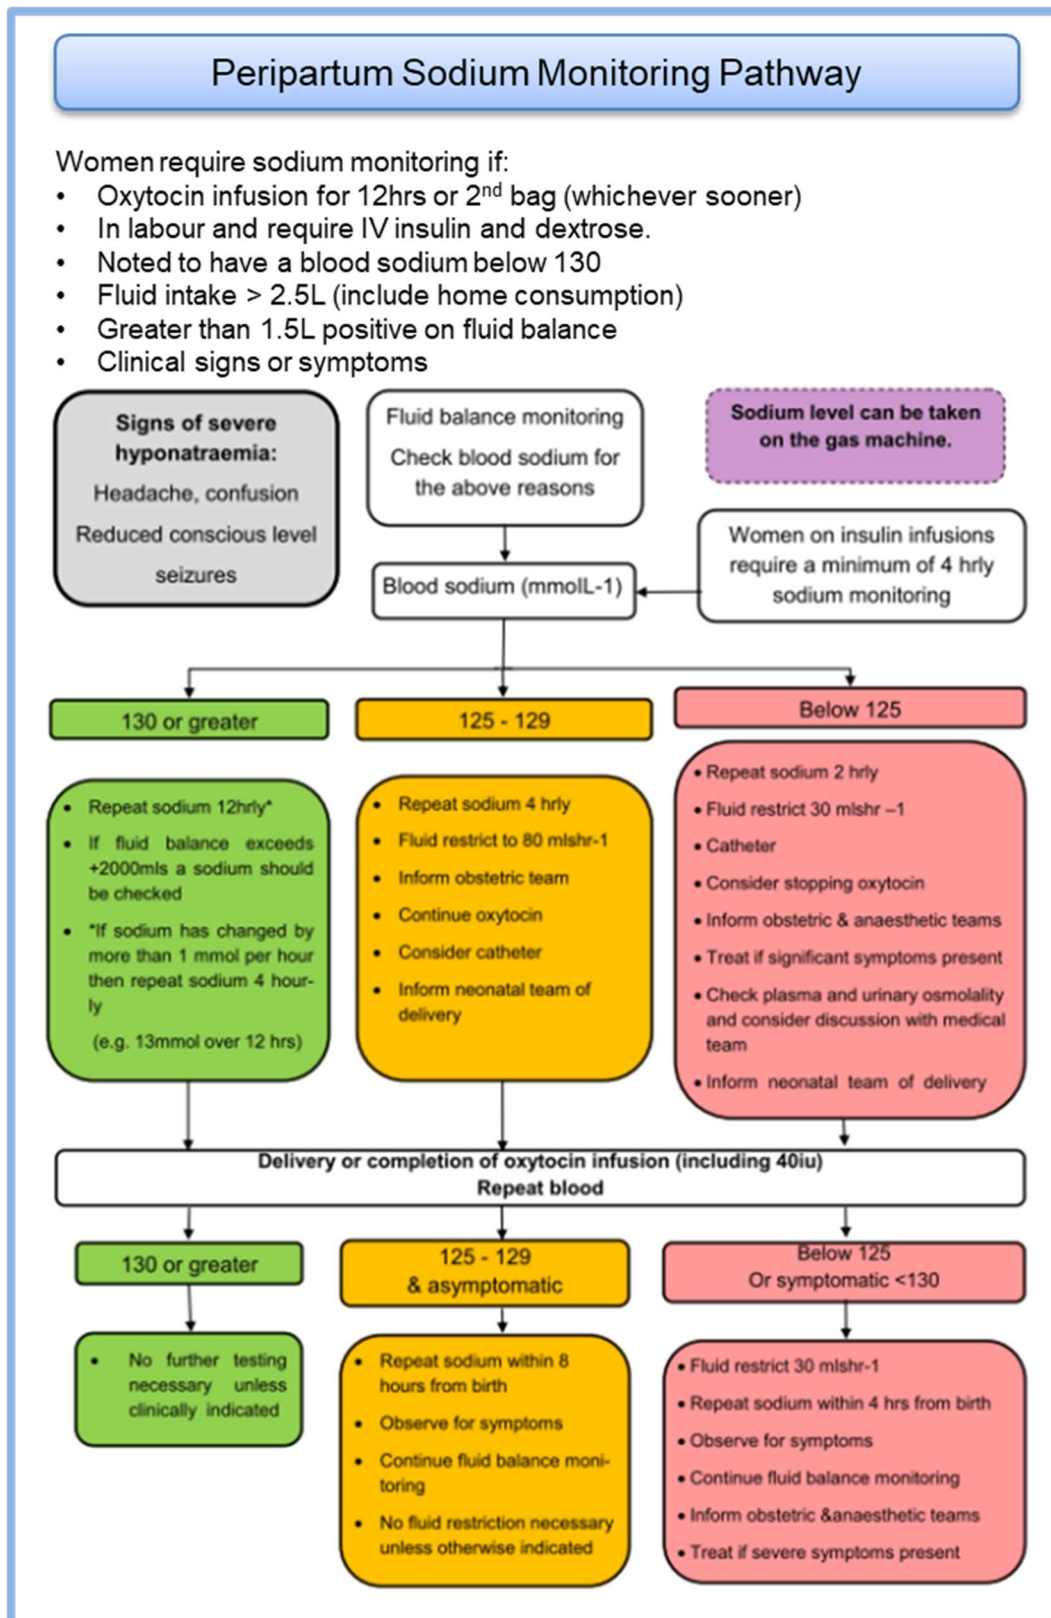 Peripartum Sodium Monitoring Pathway
Women require sodium monitoring if:
• Oxytocin infusion for 12hrs or 2nd bag (whichever sooner)
• In labour and require IV insulin and dextrose.
• Noted to have a blood sodium below 130
• Fluid intake > 2.5L (include home consumption)
• Greater than 1.5L positive on fluid balance
• Clinical signs or symptoms
Signs of severe
hyponatraemia:
Headache, confusion
Reduced conscious level
seizures
Fluid balance monitoring
Check blood sodium for
the above reasons
Sodium level can be taken
on the gas machine.
Women on insulin infusions
require a minimum of 4 hrly
sodium monitoring
Blood sodium (mmolL-1)
130 or greater
125 - 129
Below 125
• Repeat sodium 12hrly*
• If fluid balance exceeds
+2000mls a sodium should
be checked
• *If sodium has changed by
more than 1 mmol per hour
then repeat sodium 4 hour-
ly
(e.g. 13mmol over 12 hrs)
• Repeat sodium 4 hrly
• Fluid restrict to 80 mlshr-1
• Inform obstetric team
• Continue oxytocin
• Consider catheter
• Inform neonatal team of
delivery
• Repeat sodium 2 hrly
• Fluid restrict 30 mlshr –1
• Catheter
• Consider stopping oxytocin
• Inform obstetric & anaesthetic teams
• Treat if significant symptoms present
• Check plasma and urinary osmolality
and consider discussion with medical
team
• Inform neonatal team of delivery
Delivery or completion of oxytocin infusion (including 40iu)
Repeat blood
130 or greater
125 - 129
& asymptomatic
Below 125
Or symptomatic <130
• No further testing
necessary unless
clinically indicated
• Repeat sodium within 8
hours from birth
• Observe for symptoms
• Continue fluid balance moni-
toring
• No fluid restriction necessary
unless otherwise indicated
• Fluid restrict 30 mlshr-1
• Repeat sodium within 4 hrs from birth
• Observe for symptoms
• Continue fluid balance monitoring
• Inform obstetric &anaesthetic teams
• Treat if severe symptoms present